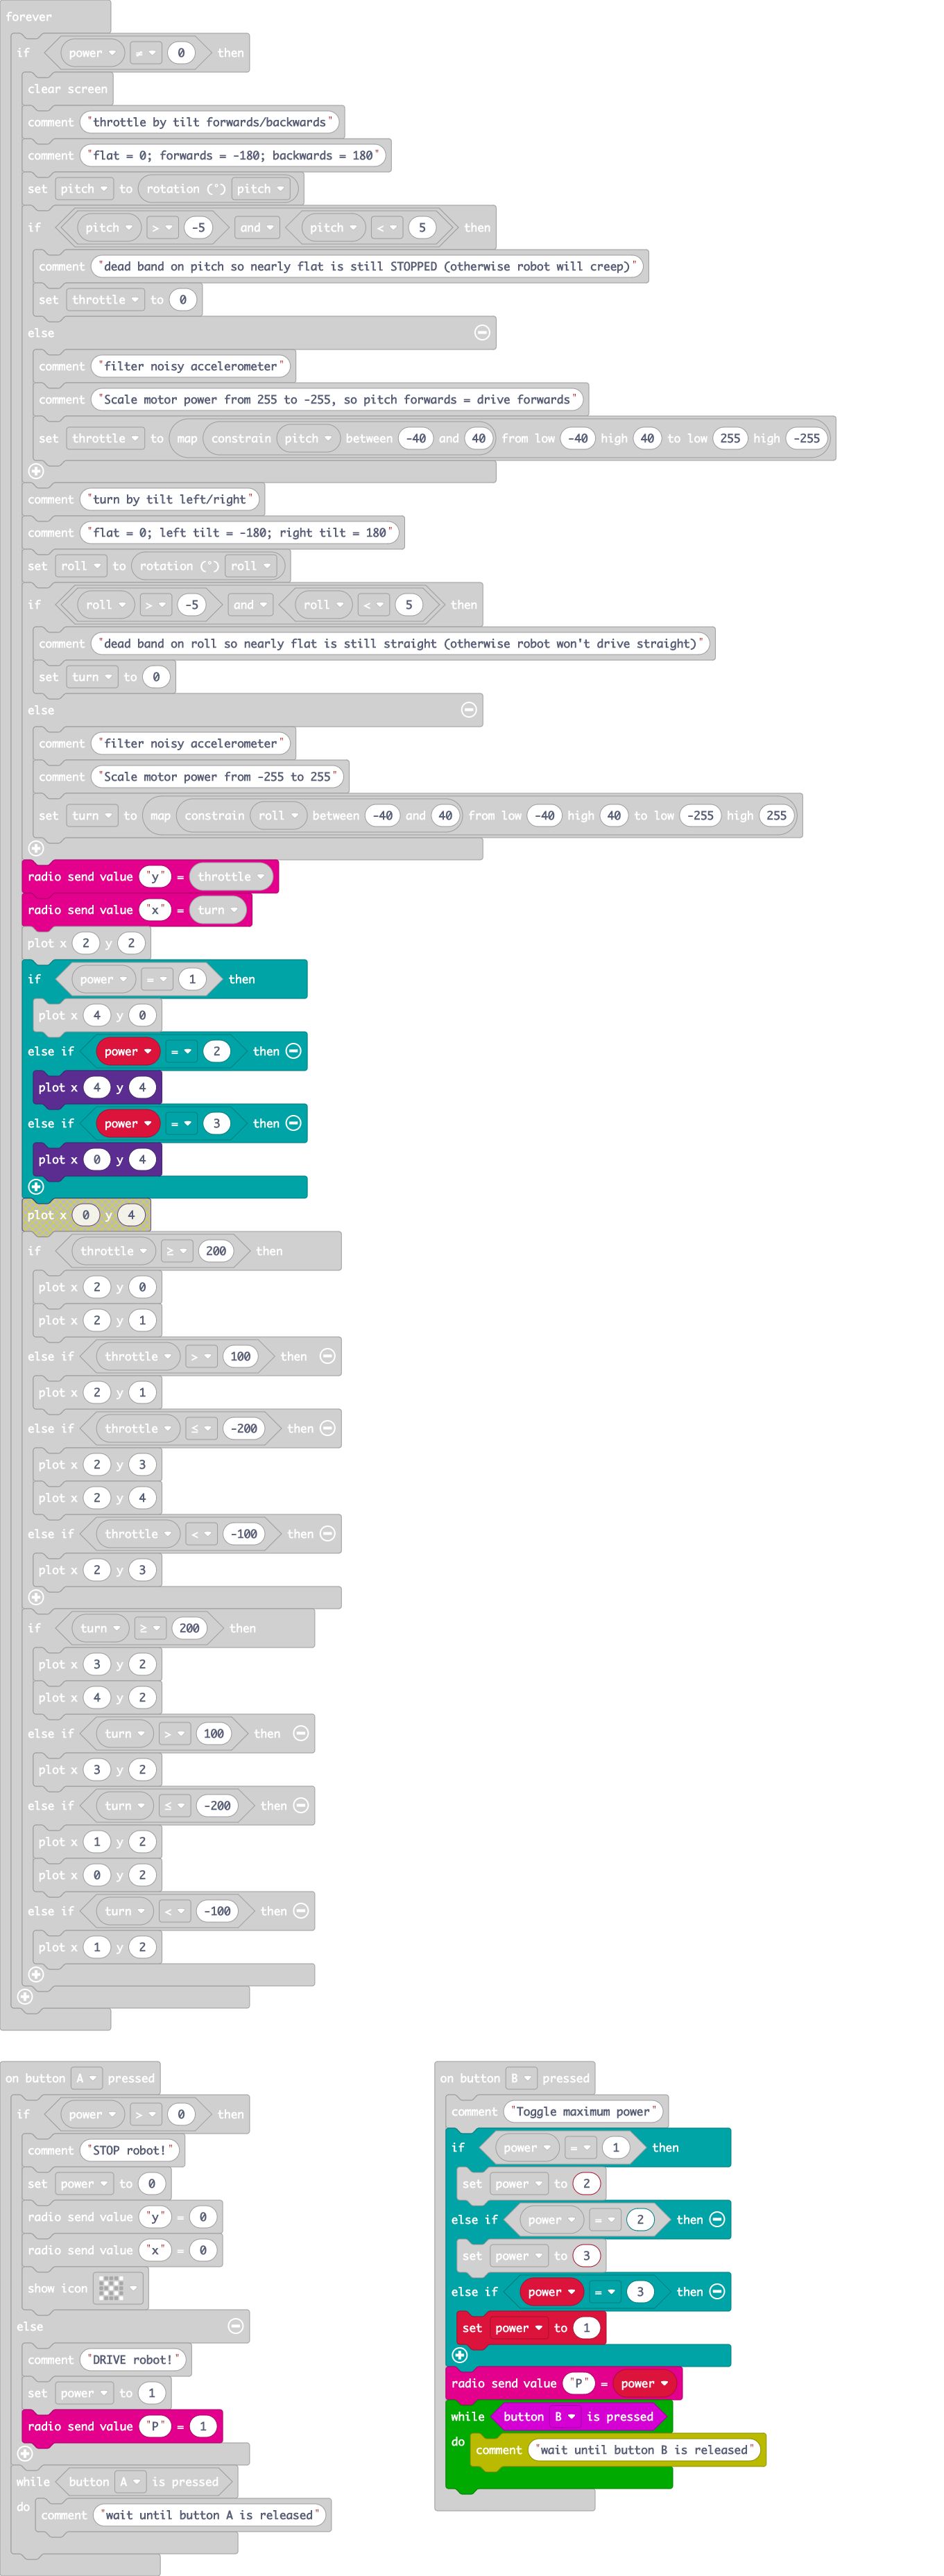 forever
if power ≠ 0 then
clear screen
comment "throttle by tilt forwards/backwards"
comment "flat = 0; forwards = -180; backwards = 180"
set pitch to rotation (°) pitch
if pitch > -5 and pitch < 5 then
comment "dead band on pitch so nearly flat is still STOPPED (otherwise robot will creep)"
set throttle to 0
else
comment "filter noisy accelerometer"
comment "Scale motor power from 255 to -255, so pitch forwards = drive forwards"
set throttle to map constrain pitch between -40 and 40 from low -40 high 40 to low 255 high -255
comment "turn by tilt left/right"
comment "flat = 0; left tilt = -180; right tilt = 180"
set roll to rotation (°) roll
if roll > -5 and roll < 5 then
comment "dead band on roll so nearly flat is still straight (otherwise robot won't drive straight)"
set turn to 0
else
comment "filter noisy accelerometer"
comment "Scale motor power from -255 to 255"
set turn to map constrain roll between -40 and 40 from low -40 high 40 to low -255 high 255
radio send value "y" = throttle
radio send value "x" = turn
plot x 2 y 2
if power = 1 then
plot x 4 y 0
else if power = 2 then
plot x 4 y 4
else if power = 3 then
plot x 0 y 4
plot x 0 y 4
if throttle ≥ 200 then
plot x 2 y 0
plot x 2 y 1
else if throttle > 100 then
plot x 2 y 1
else if throttle ≤ -200 then
plot x 2 y 3
plot x 2 y 4
else if throttle < -100 then
plot x 2 y 3
if turn ≥ 200 then
plot x 3 y 2
plot x 4 y 2
else if turn > 100 then
plot x 3 y 2
else if turn ≤ -200 then
plot x 1 y 2
plot x 0 y 2
else if turn < -100 then
plot x 1 y 2
on button A pressed
if power > 0 then
comment "STOP robot!"
set power to 0
radio send value "y" = 0
radio send value "x" = 0
show icon
else
comment "DRIVE robot!"
set power to 1
radio send value "P" = 1
while button A is pressed
do comment "wait until button A is released"
on button B pressed
comment "Toggle maximum power"
if power = 1 then
set power to 2
else if power = 2 then
set power to 3
else if power = 3 then
set power to 1
radio send value "P" = power
while button B is pressed
do comment "wait until button B is released"